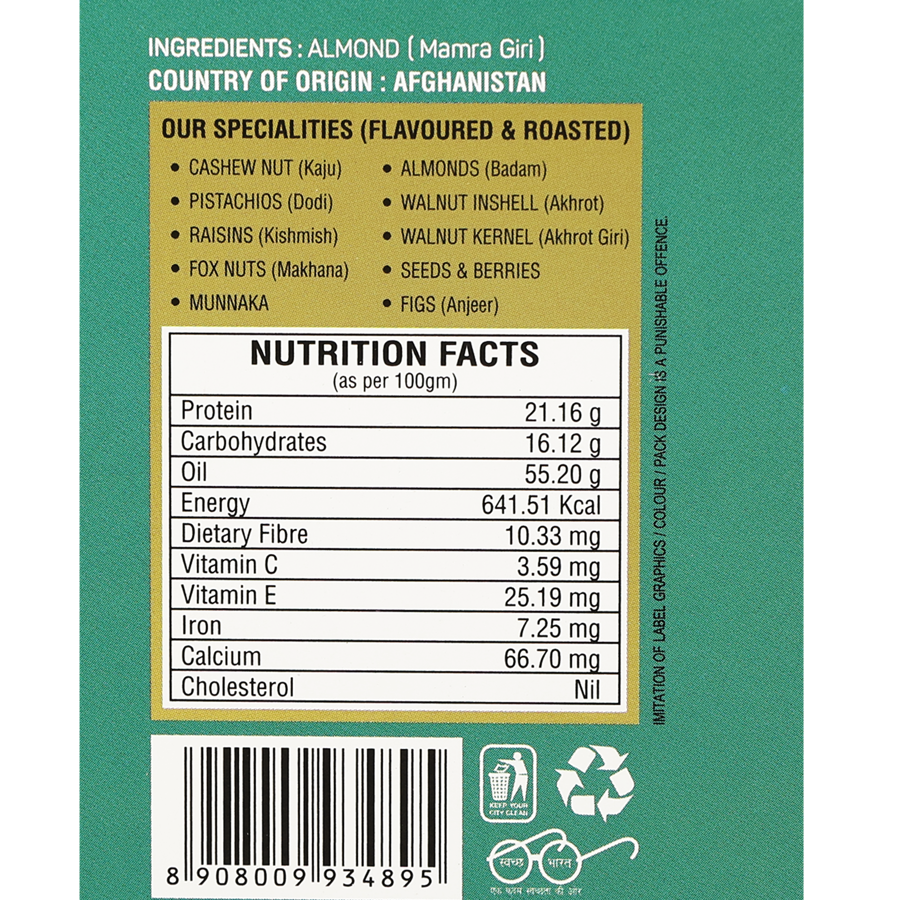 INGREDIENTS : ALMOND ( Mamra Giri )
COUNTRY OF ORIGIN : AFGHANISTAN
OUR SPECIALITIES (FLAVOURED & ROASTED)
• CASHEW NUT (Kaju)
• PISTACHIOS (Dodi)
• RAISINS (Kishmish)
• FOX NUTS (Makhana)
• MUNNAKA
• ALMONDS (Badam)
• WALNUT INSHELL (Akhrot)
• WALNUT KERNEL (Akhrot Giri)
• SEEDS & BERRIES
• FIGS (Anjeer)
NUTRITION FACTS
(as per 100gm)
Protein 21.16 g
Carbohydrates 16.12 g
Oil 55.20 g
Energy 641.51 Kcal
Dietary Fibre 10.33 mg
Vitamin C 3.59 mg
Vitamin E 25.19 mg
Iron 7.25 mg
Calcium 66.70 mg
Cholesterol Nil
IMITATION OF LABEL GRAPHICS / COLOUR / PACK DESIGN IS A PUNISHABLE OFFENCE.
8 908009 934895
KEEP YOUR
CITY CLEAN
स्वच्छ भारत
एक कदम स्वच्छता की ओर